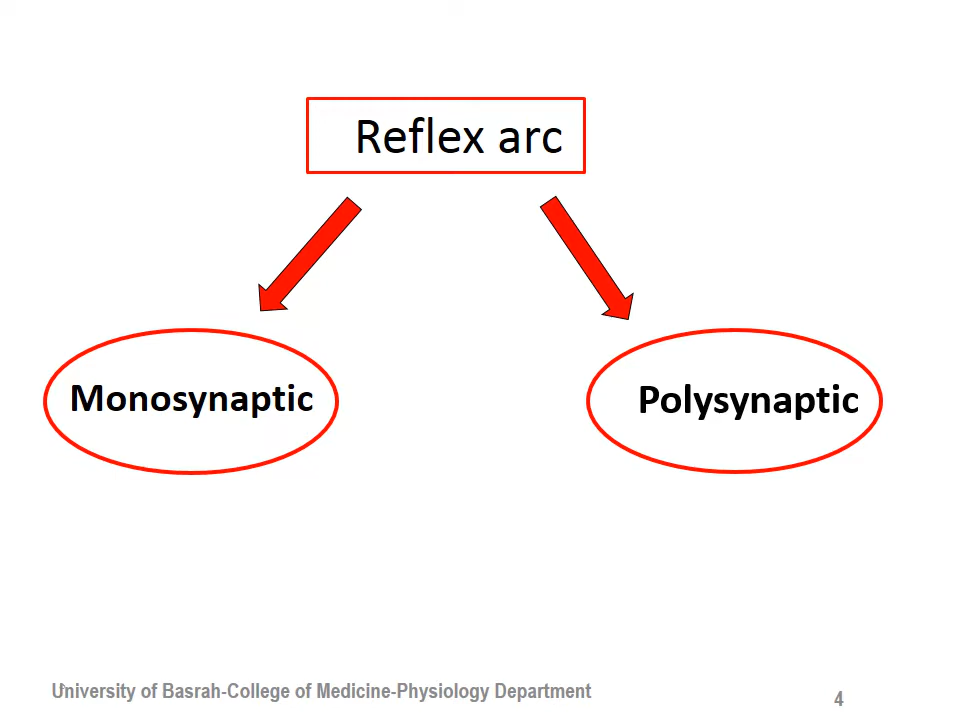 Reflex arc
Monosynaptic
Polysynaptic
University of Basrah-College of Medicine-Physiology Department
4